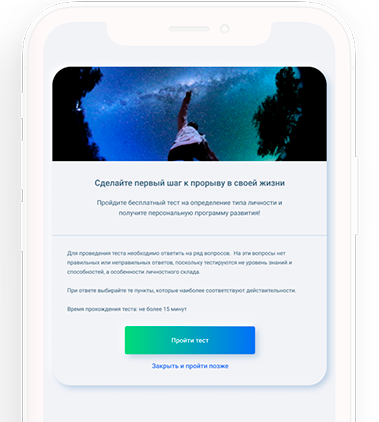 Сделайте первый шаг к прорыву в своей жизни
Пройдите бесплатный тест на определение типа личности и
получите персональную программу развития!
Для проведения теста необходимо ответить на ряд вопросов. На эти вопросы нет
правильных или неправильных ответов, поскольку тестируются не уровень знаний и
способностей, а особенности личностного склада.
При ответе выбирайте те пункты, которые наиболее соответствуют действительности.
Время прохождения теста: не более 15 минут
Пройти тест
Закрыть и пройти позже